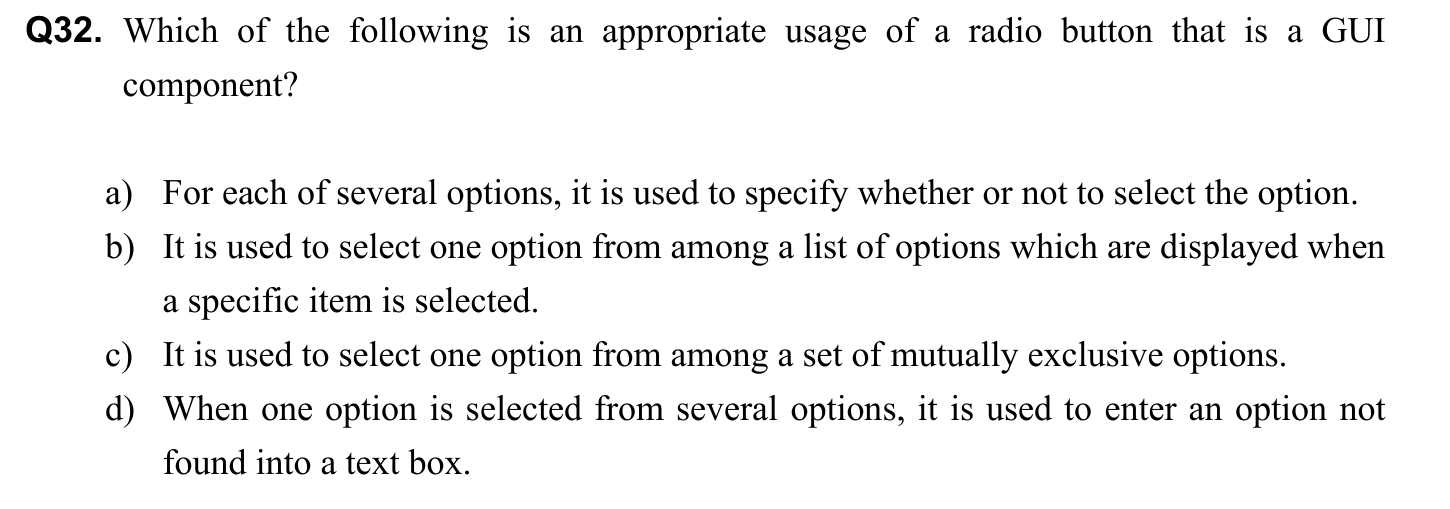 Q32. Which of the following is an appropriate usage of a radio button that is a GUI
component?
a) For each of several options, it is used to specify whether or not to select the option.
b) It is used to select one option from among a list of options which are displayed when
a specific item is selected.
c) It is used to select one option from among a set of mutually exclusive options.
d) When one option is selected from several options, it is used to enter an option not
found into a text box.